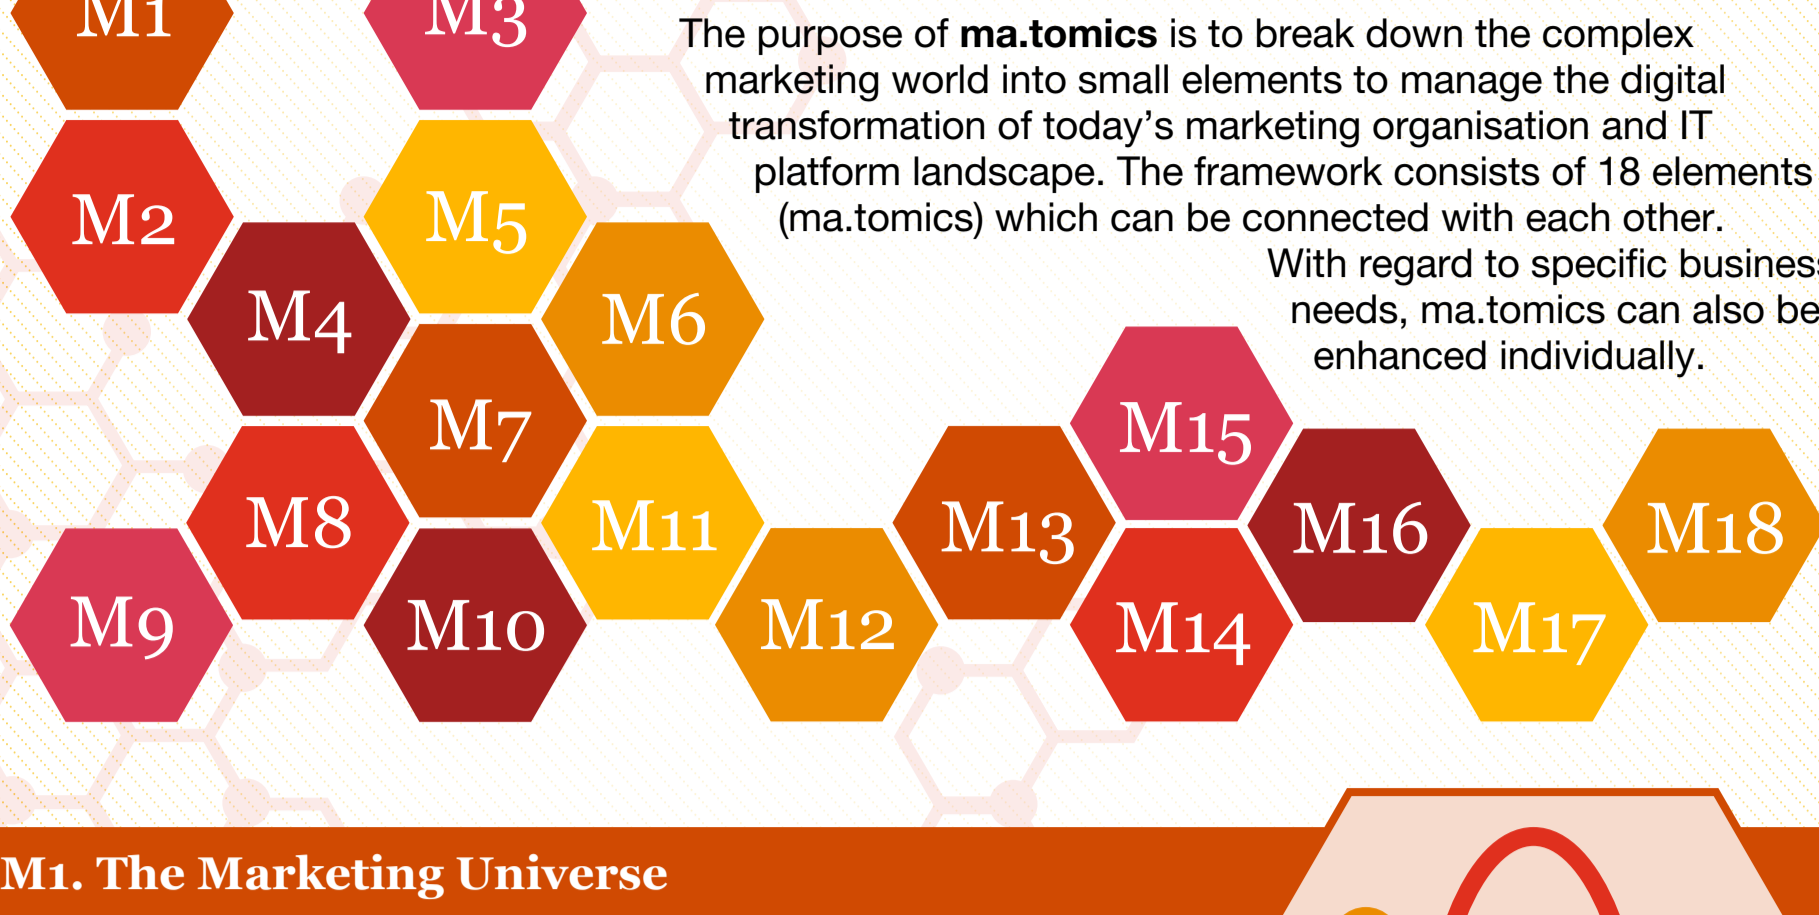 M1
M3
The purpose of ma.tomics is to break down the complex
marketing world into small elements to manage the digital
transformation of today’s marketing organisation and IT
platform landscape. The framework consists of 18 elements
(ma.tomics) which can be connected with each other.
With regard to specific business
needs, ma.tomics can also be
enhanced individually.
M2
M5
M4
M6
M7
M15
M8
M11
M13
M16
M18
M9
M10
M12
M14
M17
M1. The Marketing Universe